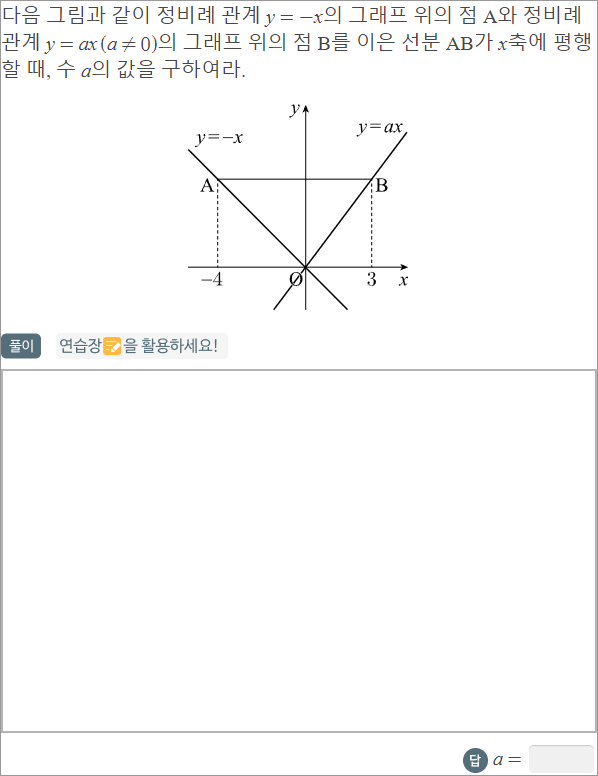 다음 그림과 같이 정비례 관계 y = −x의 그래프 위의 점 A와 정비례
관계 y = ax (a ≠ 0)의 그래프 위의 점 B를 이은 선분 AB가 x축에 평행
할 때, 수 a의 값을 구하여라.
y
y=ax
y=−x
A
B
−4
O
3
x
풀이 연습장을 활용하세요!
답 a =